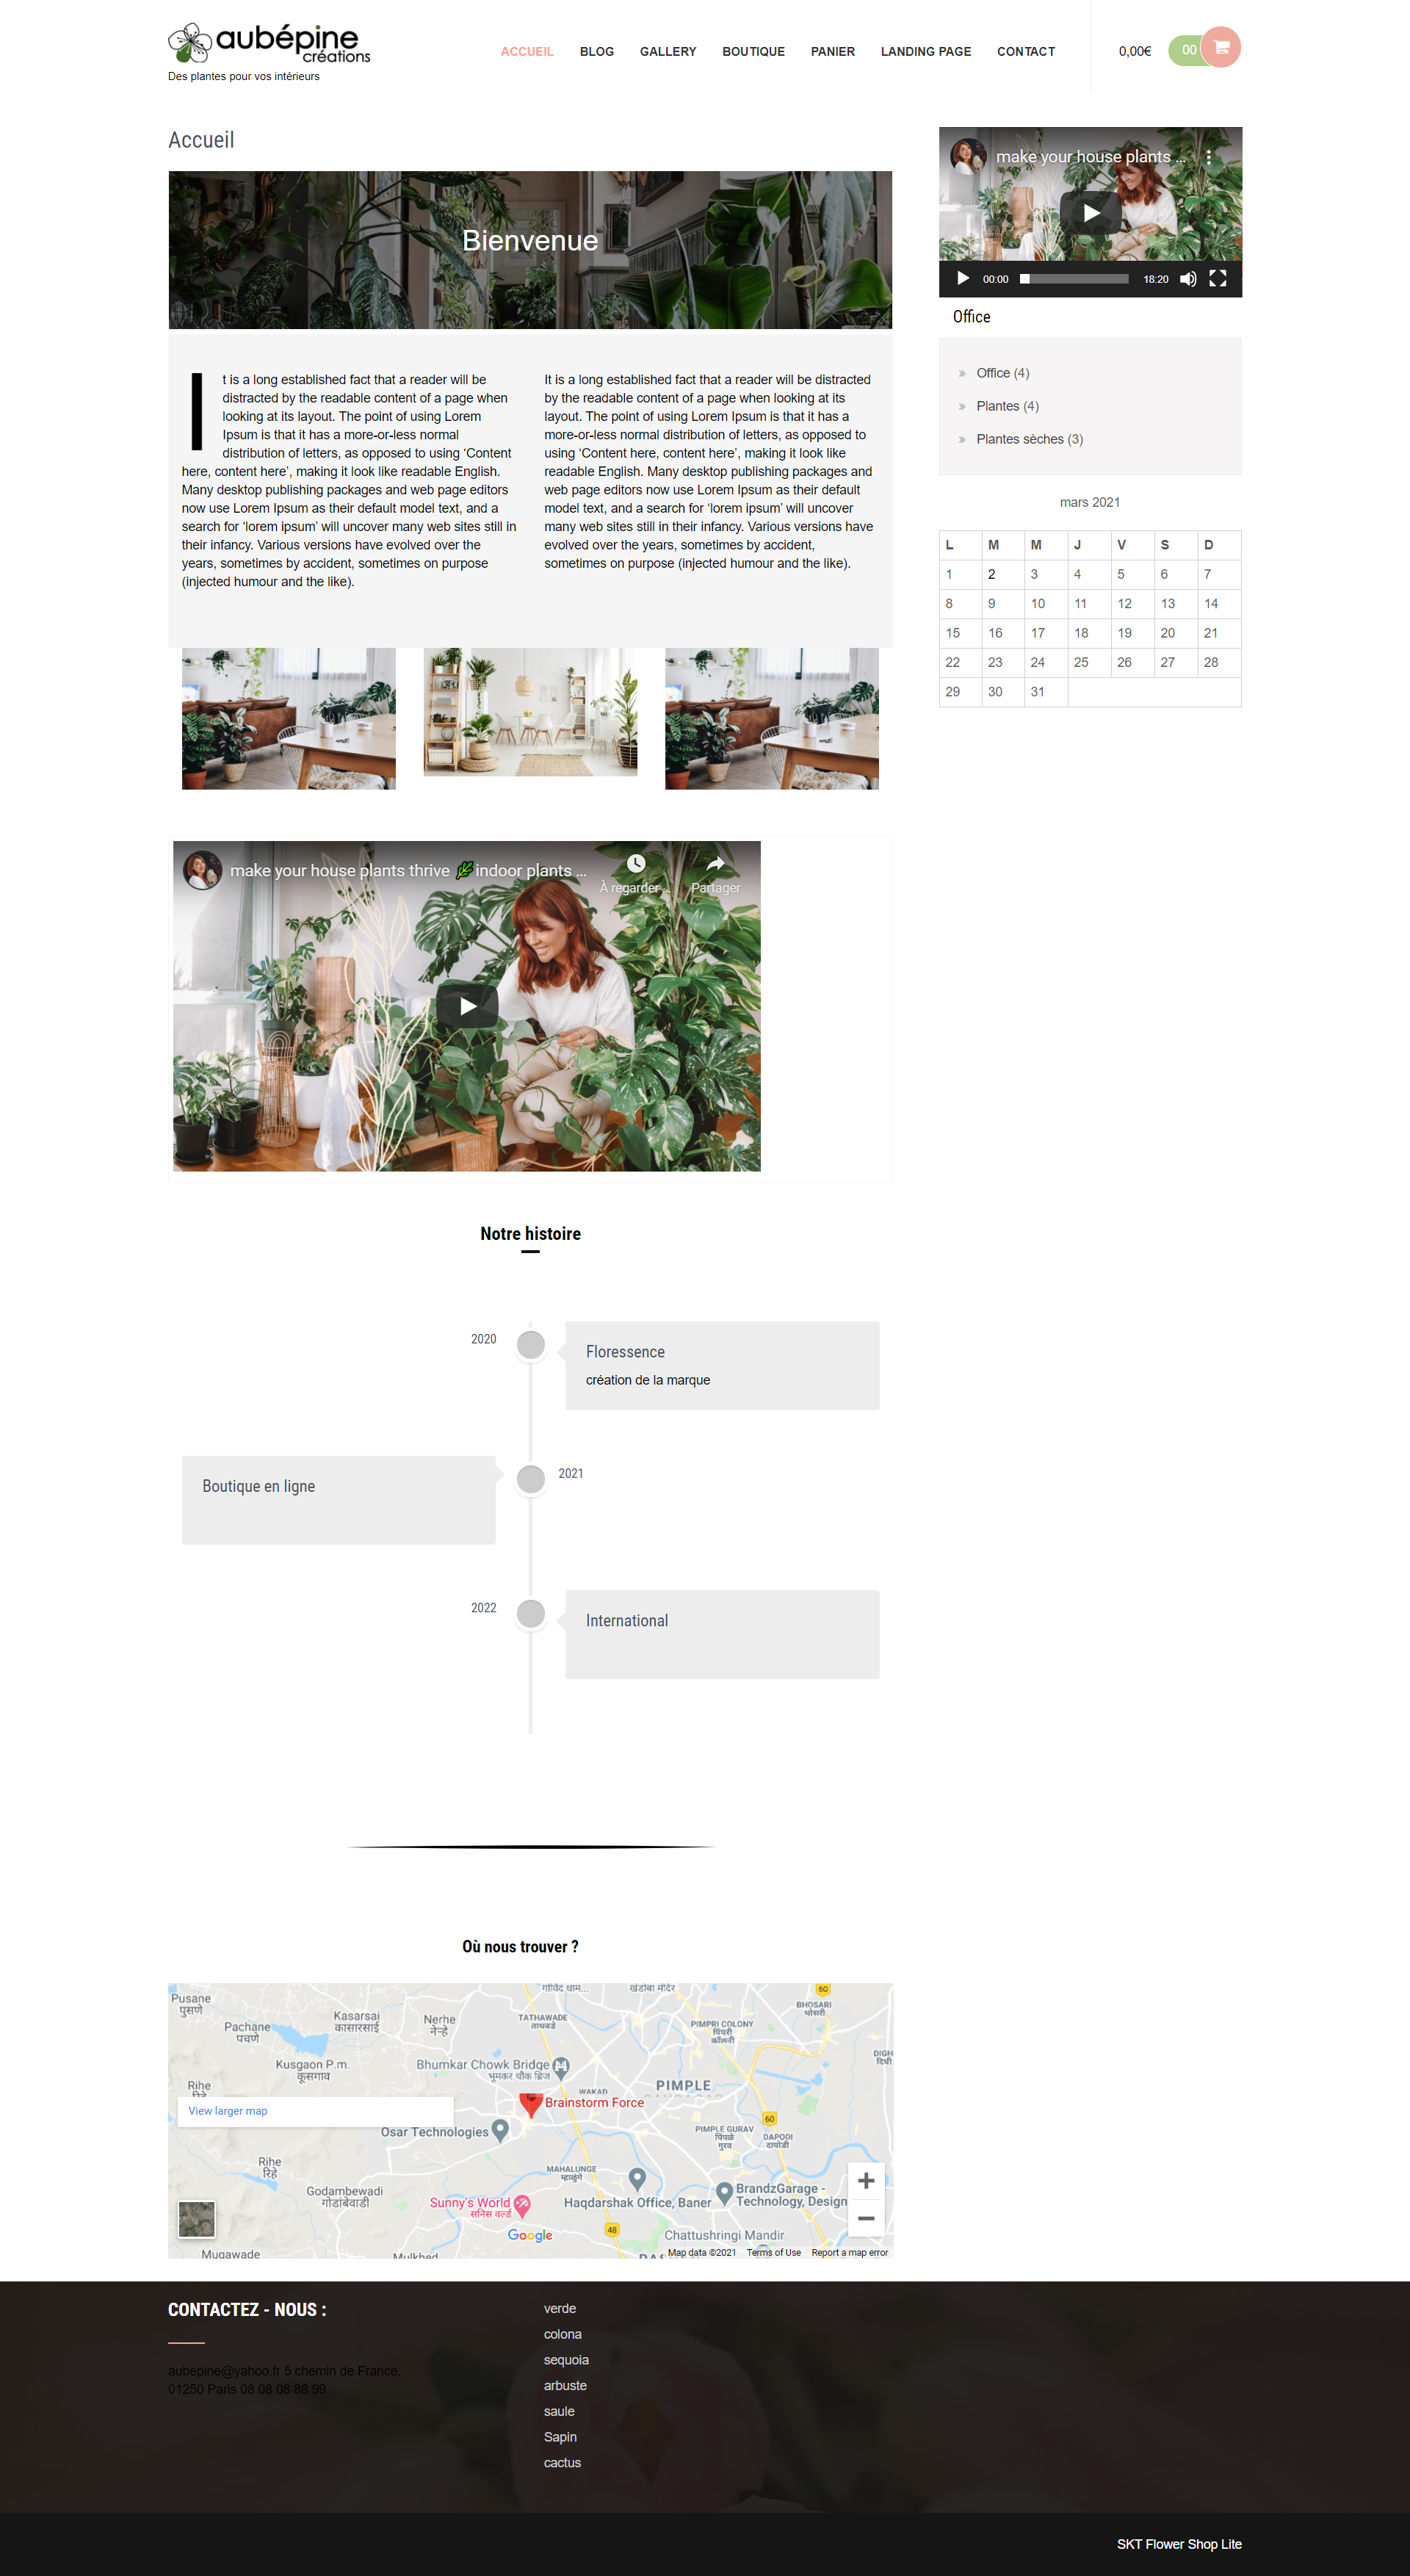 aubépine
créations
Des plantes pour vos intérieurs
ACCUEIL BLOG GALLERY BOUTIQUE PANIER LANDING PAGE CONTACT
0,00€ 00
Accueil
Bienvenue
It is a long established fact that a reader will be
distracted by the readable content of a page when
looking at its layout. The point of using Lorem
Ipsum is that it has a more-or-less normal
distribution of letters, as opposed to using ‘Content
here, content here’, making it look like readable English.
Many desktop publishing packages and web page editors
now use Lorem Ipsum as their default model text, and a
search for ‘lorem ipsum’ will uncover many web sites still in
their infancy. Various versions have evolved over the
years, sometimes by accident, sometimes on purpose
(injected humour and the like).
It is a long established fact that a reader will be distracted
by the readable content of a page when looking at its
layout. The point of using Lorem Ipsum is that it has a
more-or-less normal distribution of letters, as opposed to
using ‘Content here, content here’, making it look like
readable English. Many desktop publishing packages and
web page editors now use Lorem Ipsum as their default
model text, and a search for ‘lorem ipsum’ will uncover
many web sites still in their infancy. Various versions have
evolved over the years, sometimes by accident,
sometimes on purpose (injected humour and the like).
make your house plants thrive indoor plants ...
À regarder ... Partager
Notre histoire
2020
Floressence
création de la marque
Boutique en ligne
2021
2022
International
Où nous trouver ?
Pusane
पुसणे
Pachane
पचाणे
Kasarsai
कासारसाई
Nerhe
नेऱ्हे
गोविंद धाम...
TATHAWADE
ताथवडे
खंडोबा मंदिर
60
BHOSARI
भोसरी
PIMPRI COLONY
पिंपरी
कॉलनी
DIGH
दिघी
Kusgaon P.m.
कूसगाव
Bhumkar Chowk Bridge
भूमकर चौक ब्रिज
Rihe
रिहे
WAKAD
PIMPLE
View larger map
Brainstorm Force
Osar Technologies
60
PIMPLE GURAV
पिंपळे
गुरव
DAPODI
दापोडी
Rihe
रिहे
MAHALUNGE
म्हाळुंगे
Godambewadi
गोडांबेवाडी
Sunny's World
सनिस वर्ल्ड
Haqdarshak Office, Baner
BrandzGarage -
Technology, Design
Google
48
Chattushringi Mandir
Mugawade
Mulkhed
Map data ©2021 Terms of Use Report a map error
make your house plants ...
00:00 18:20
Office
Office (4)
Plantes (4)
Plantes sèches (3)
mars 2021
L M M J V S D
1 2 3 4 5 6 7
8 9 10 11 12 13 14
15 16 17 18 19 20 21
22 23 24 25 26 27 28
29 30 31
CONTACTEZ - NOUS :
aubepine@yahoo.fr 5 chemin de France,
01250 Paris 08 08 08 88 99
verde
colona
sequoia
arbuste
saule
Sapin
cactus
SKT Flower Shop Lite